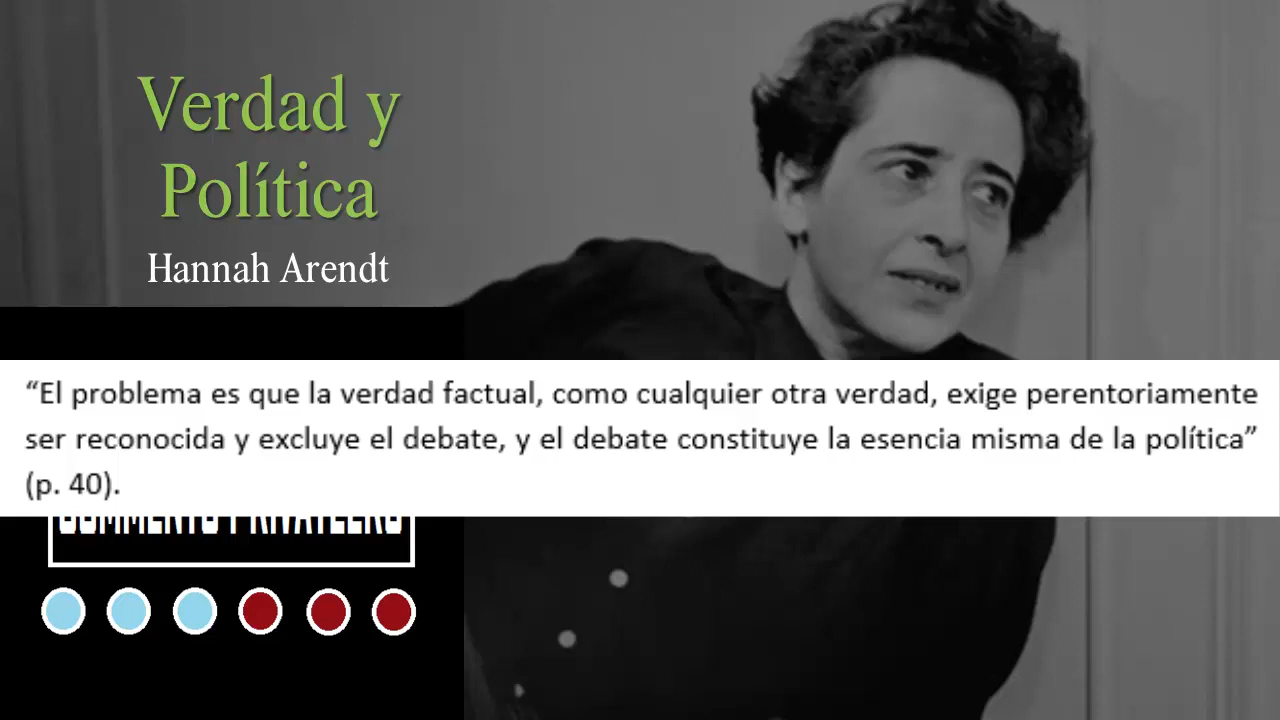 Verdad y
Política
Hannah Arendt
“El problema es que la verdad factual, como cualquier otra verdad, exige perentoriamente
ser reconocida y excluye el debate, y el debate constituye la esencia misma de la política”
(p. 40).